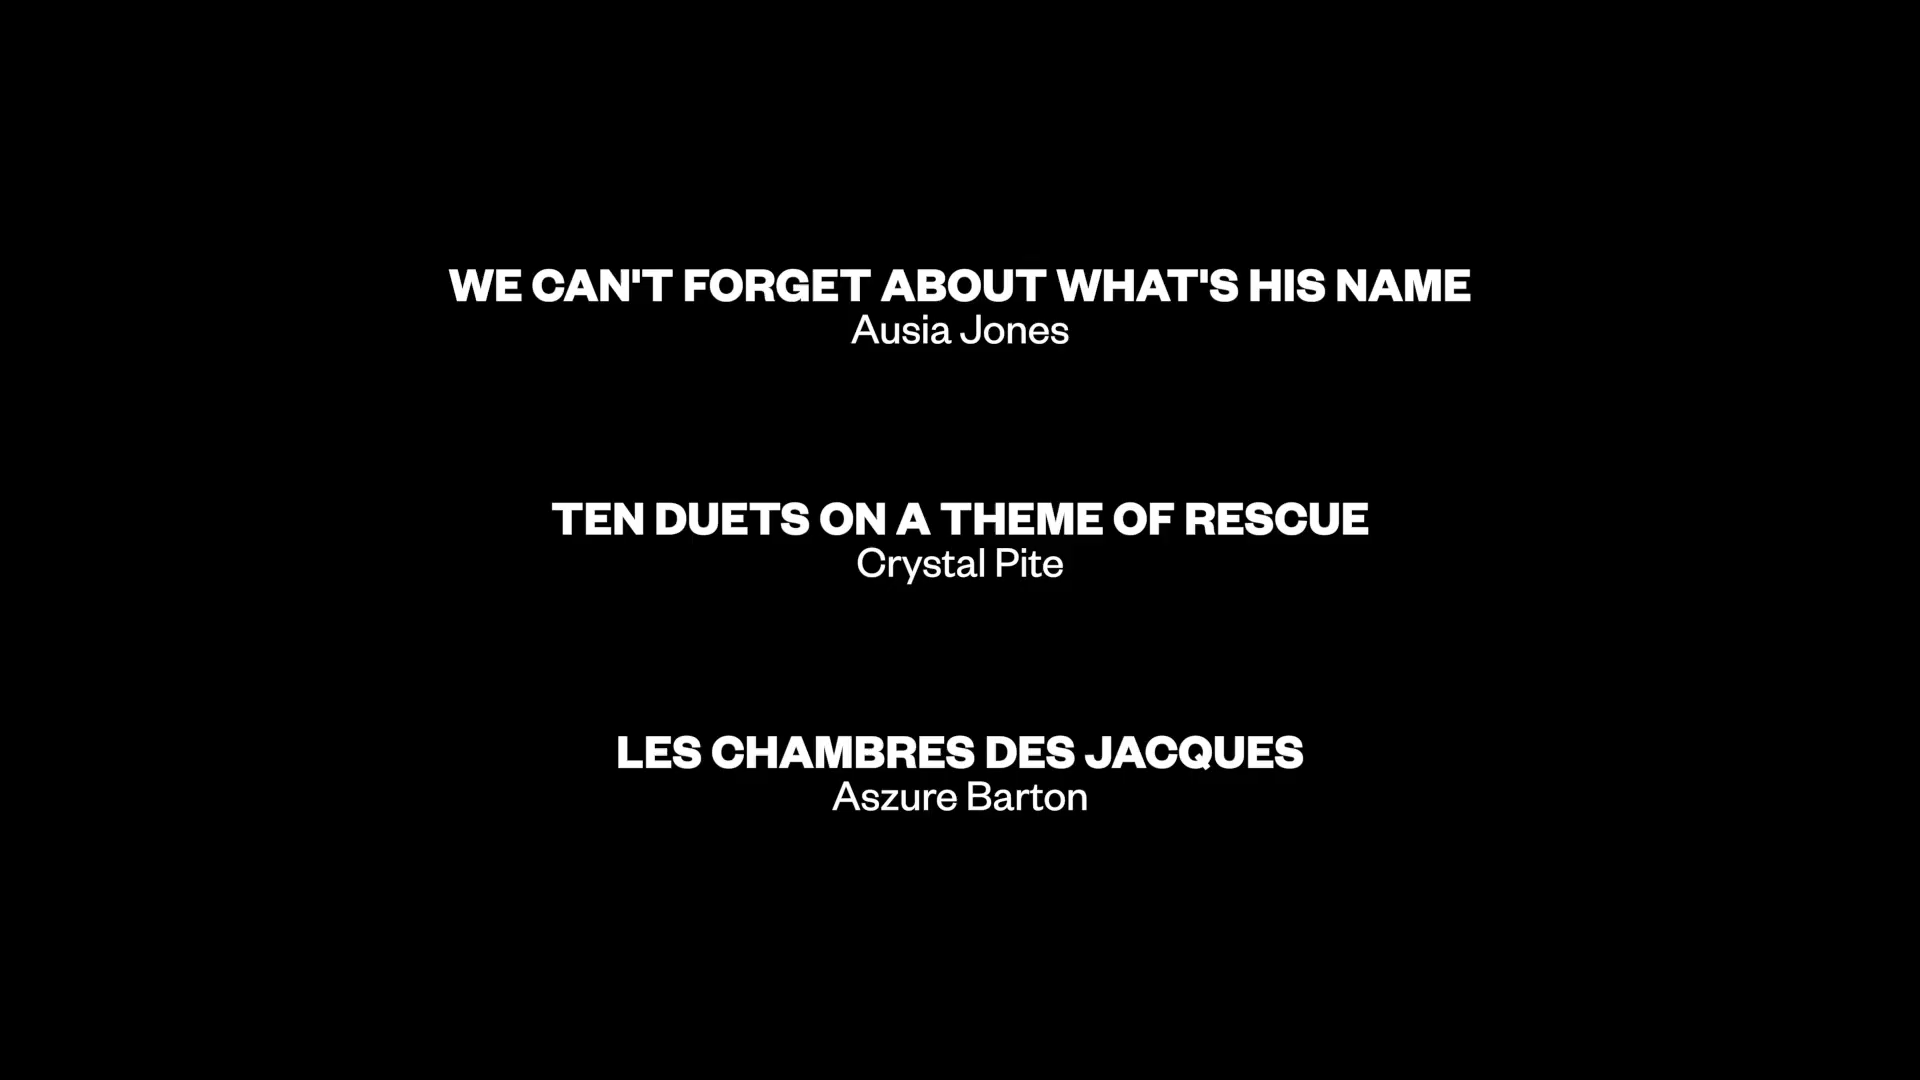 WE CAN'T FORGET ABOUT WHAT'S HIS NAME
Ausia Jones
TEN DUETS ON A THEME OF RESCUE
Crystal Pite
LES CHAMBRES DES JACQUES
Aszure Barton